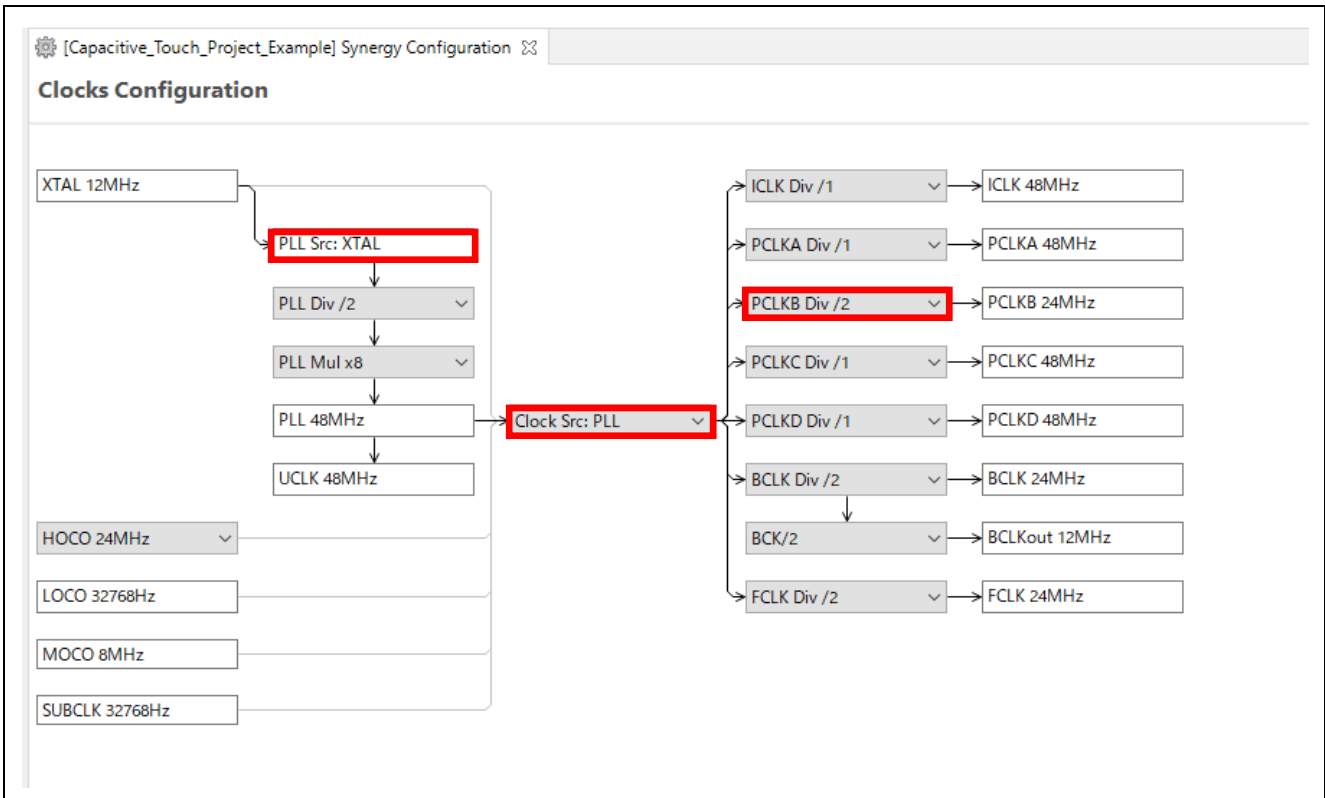 [Capacitive_Touch_Project_Example] Synergy Configuration
Clocks Configuration
XTAL 12MHz
PLL Src: XTAL
PLL Div /2
PLL Mul x8
PLL 48MHz
UCLK 48MHz
HOCO 24MHz
LOCO 32768Hz
MOCO 8MHz
SUBCLK 32768Hz
Clock Src: PLL
ICLK Div /1
ICLK 48MHz
PCLKA Div /1
PCLKA 48MHz
PCLKB Div /2
PCLKB 24MHz
PCLKC Div /1
PCLKC 48MHz
PCLKD Div /1
PCLKD 48MHz
BCLK Div /2
BCLK 24MHz
BCK/2
BCLKout 12MHz
FCLK Div /2
FCLK 24MHz